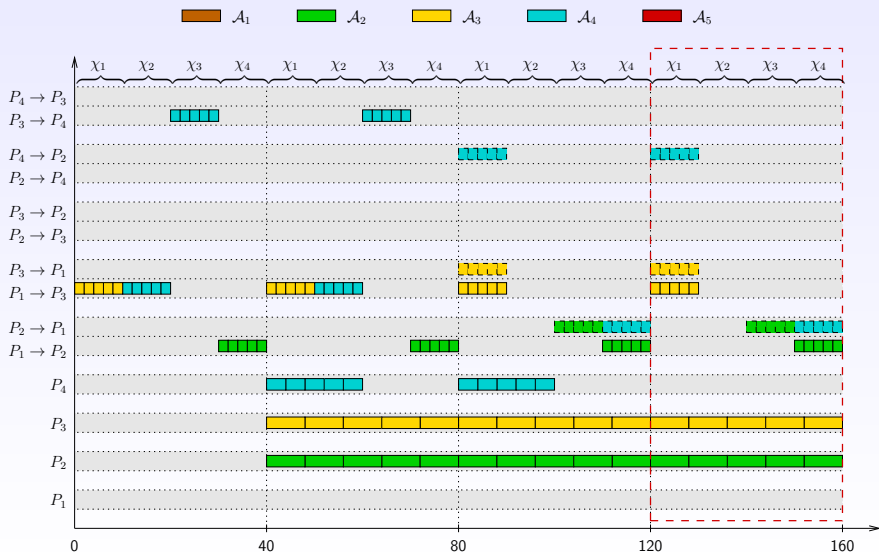 𝒜₁ 𝒜₂ 𝒜₃ 𝒜₄ 𝒜₅
χ₁ χ₂ χ₃ χ₄ χ₁ χ₂ χ₃ χ₄ χ₁ χ₂ χ₃ χ₄ χ₁ χ₂ χ₃ χ₄
P₄ → P₃
P₃ → P₄
P₄ → P₂
P₂ → P₄
P₃ → P₂
P₂ → P₃
P₃ → P₁
P₁ → P₃
P₂ → P₁
P₁ → P₂
P₄
P₃
P₂
P₁
0 40 80 120 160